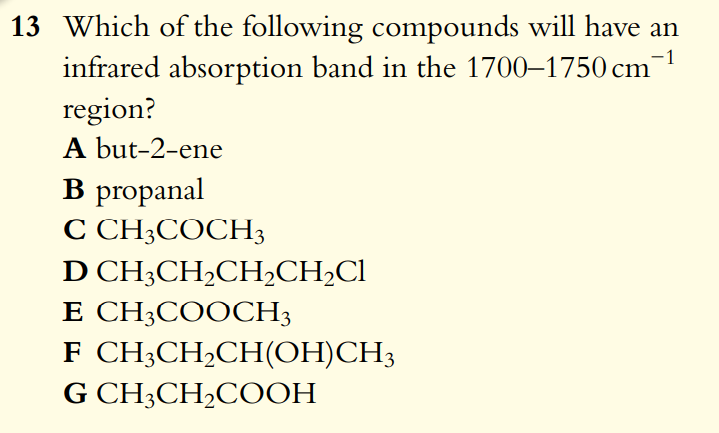 13 Which of the following compounds will have an
infrared absorption band in the 1700–1750 cm⁻¹
region?
A but-2-ene
B propanal
C CH₃COCH₃
D CH₃CH₂CH₂CH₂Cl
E CH₃COOCH₃
F CH₃CH₂CH(OH)CH₃
G CH₃CH₂COOH